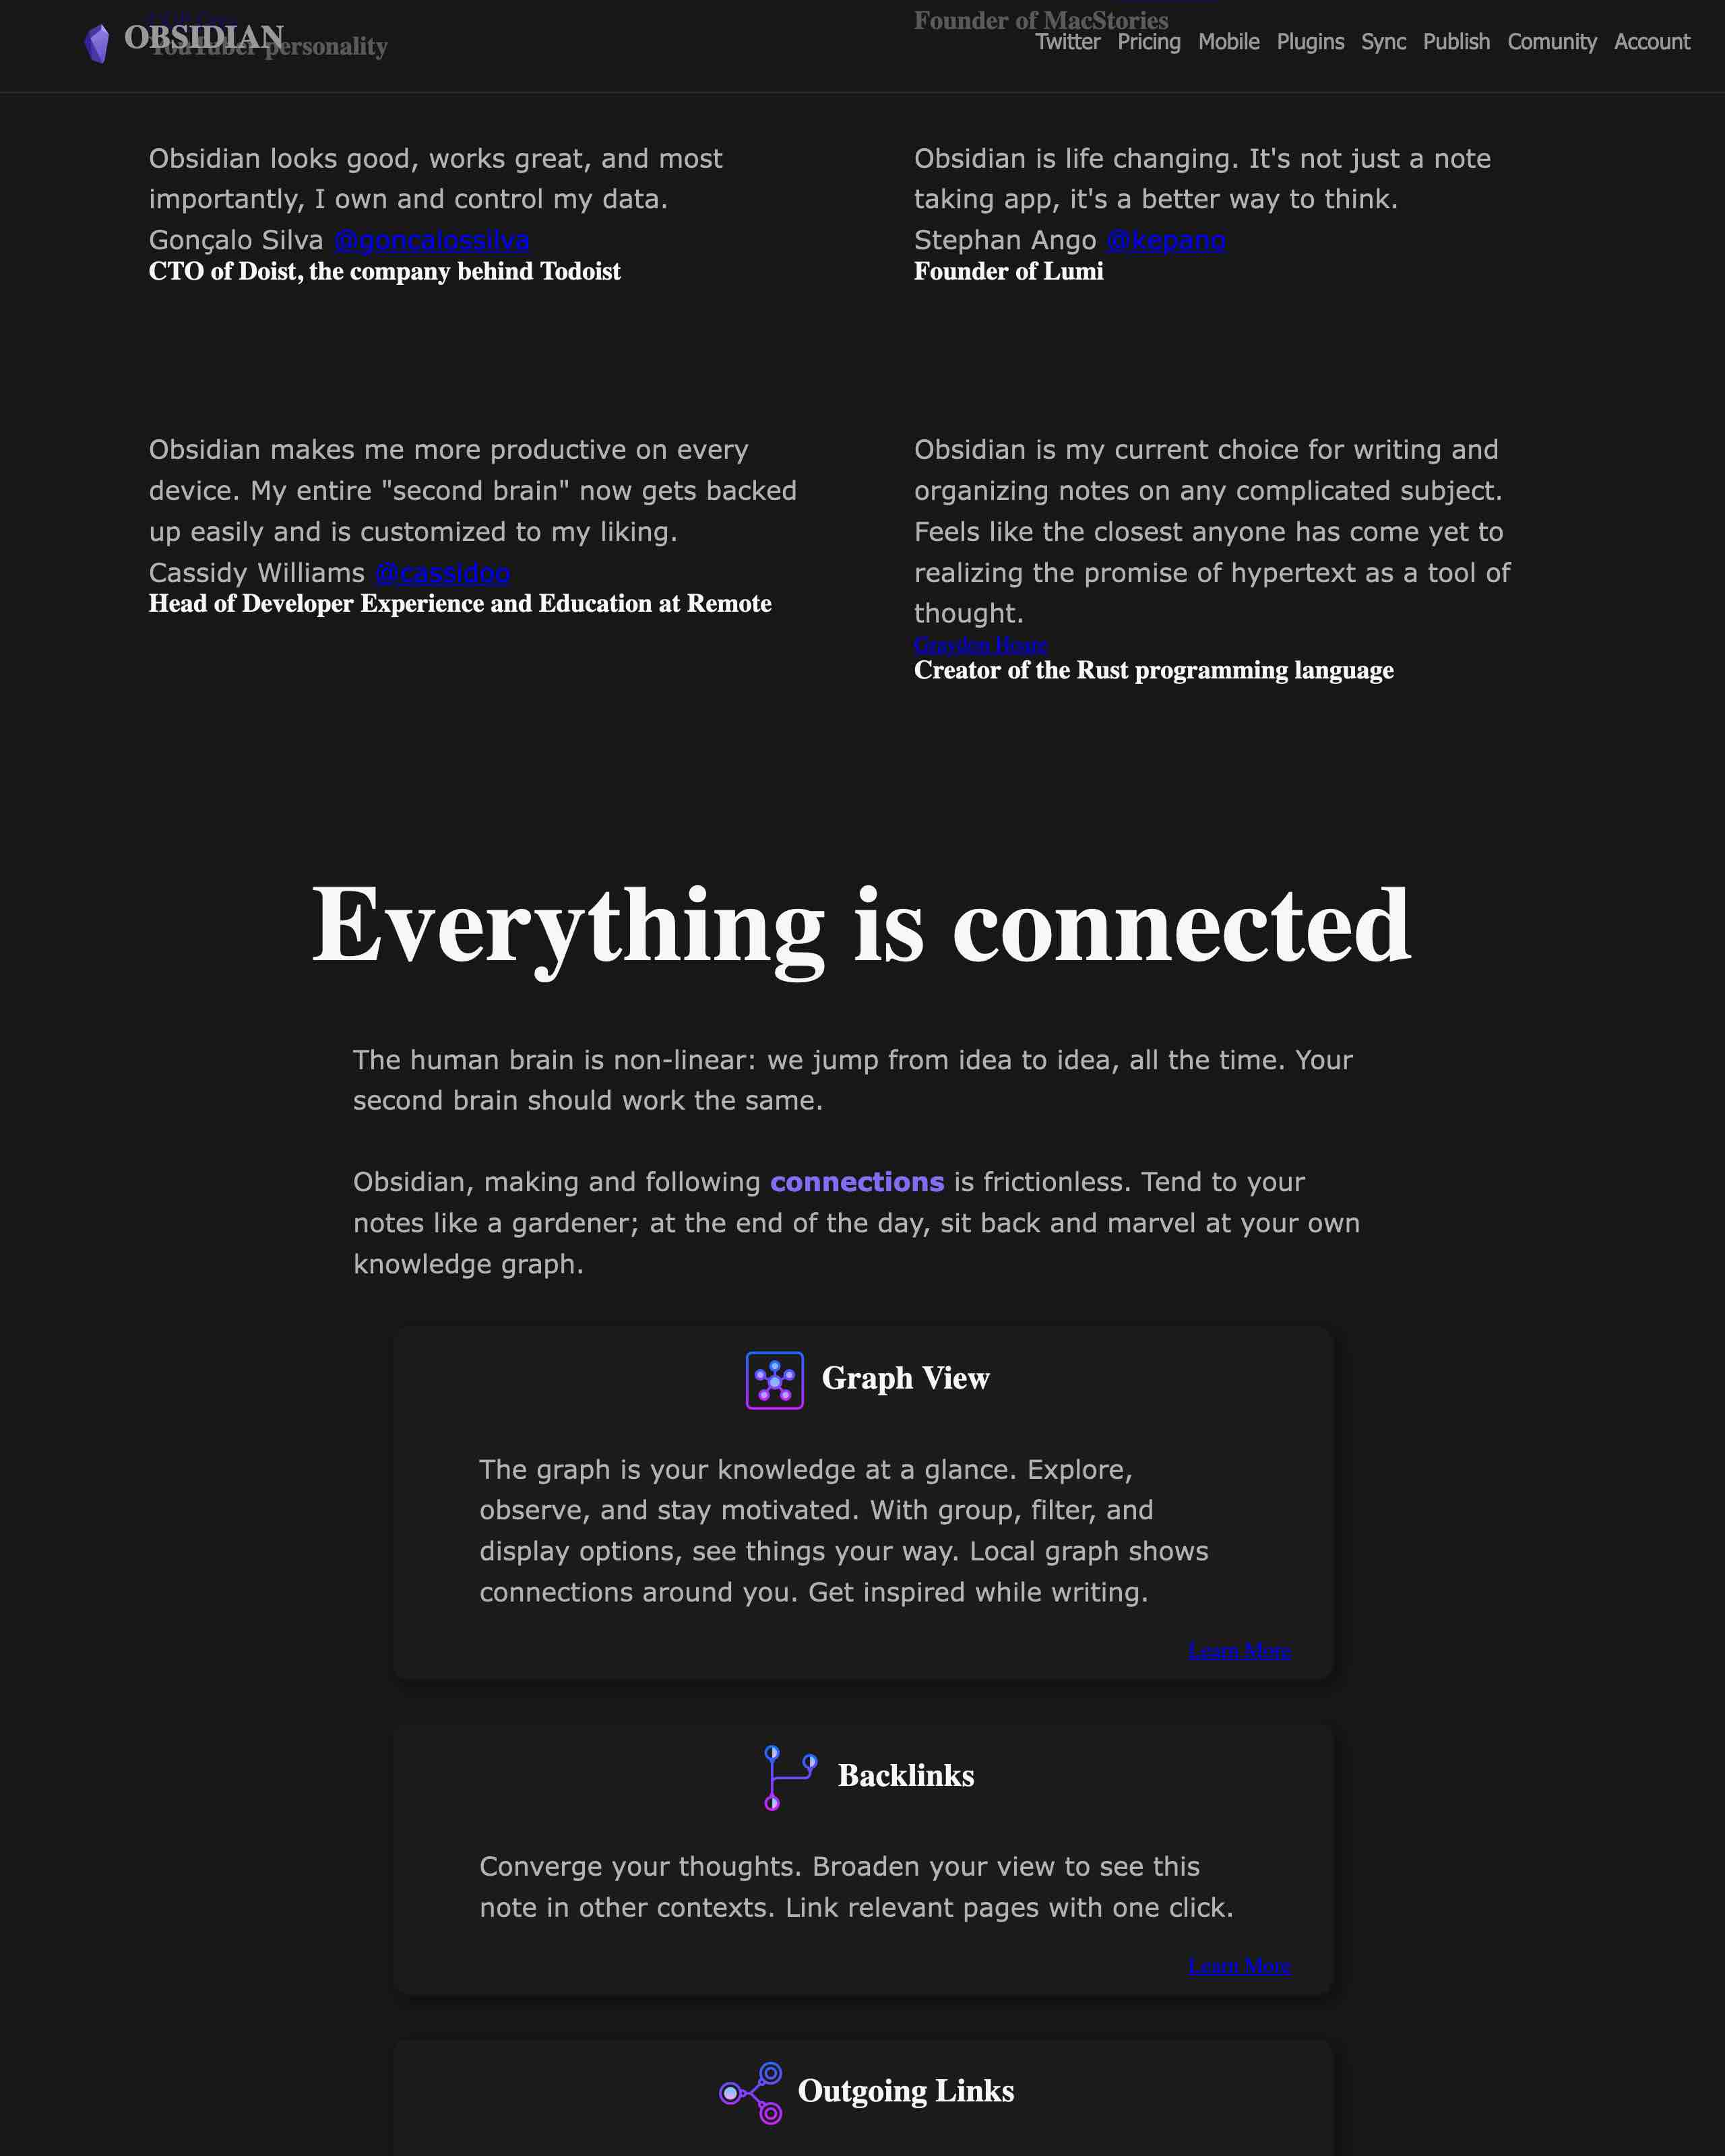 OBSIDIAN
YouTuber personality
Founder of MacStories
Twitter Pricing Mobile Plugins Sync Publish Comunity Account
Obsidian looks good, works great, and most
importantly, I own and control my data.
Gonçalo Silva @goncalossilva
CTO of Doist, the company behind Todoist
Obsidian is life changing. It's not just a note
taking app, it's a better way to think.
Stephan Ango @kepano
Founder of Lumi
Obsidian makes me more productive on every
device. My entire "second brain" now gets backed
up easily and is customized to my liking.
Cassidy Williams @cassidoo
Head of Developer Experience and Education at Remote
Obsidian is my current choice for writing and
organizing notes on any complicated subject.
Feels like the closest anyone has come yet to
realizing the promise of hypertext as a tool of
thought.
Graydon Hoare
Creator of the Rust programming language
Everything is connected
The human brain is non-linear: we jump from idea to idea, all the time. Your
second brain should work the same.
Obsidian, making and following connections is frictionless. Tend to your
notes like a gardener; at the end of the day, sit back and marvel at your own
knowledge graph.
Graph View
The graph is your knowledge at a glance. Explore,
observe, and stay motivated. With group, filter, and
display options, see things your way. Local graph shows
connections around you. Get inspired while writing.
Learn More
Backlinks
Converge your thoughts. Broaden your view to see this
note in other contexts. Link relevant pages with one click.
Learn More
Outgoing Links